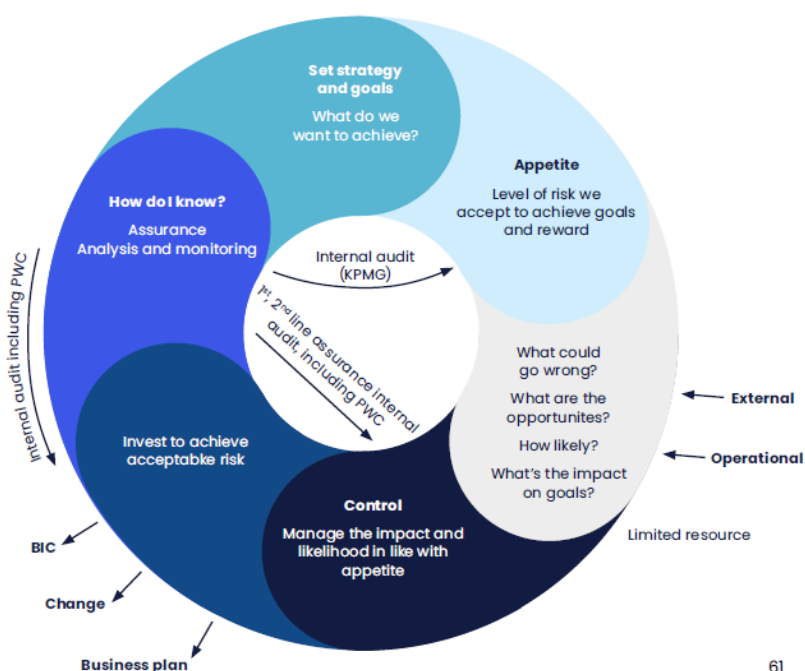 Set strategy
and goals
What do we
want to achieve?
Appetite
Level of risk we
accept to achieve goals
and reward
What could
go wrong?
What are the
opportunites?
How likely?
What's the impact
on goals?
External
Operational
Limited resource
Control
Manage the impact and
likelihood in like with
appetite
Invest to achieve
acceptabke risk
BIC
Change
Business plan
How do I know?
Assurance
Analysis and monitoring
Internal audit including PWC
Internal audit
(KPMG)
1st, 2nd line assurance internal
audit, including PWC
61